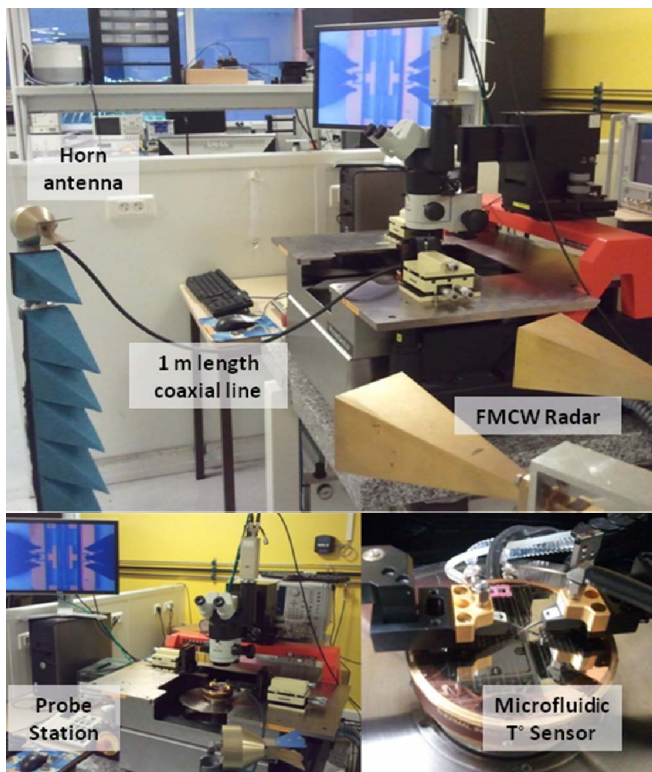 Horn
antenna
1 m length
coaxial line
FMCW Radar
Probe
Station
Microfluidic
T° Sensor